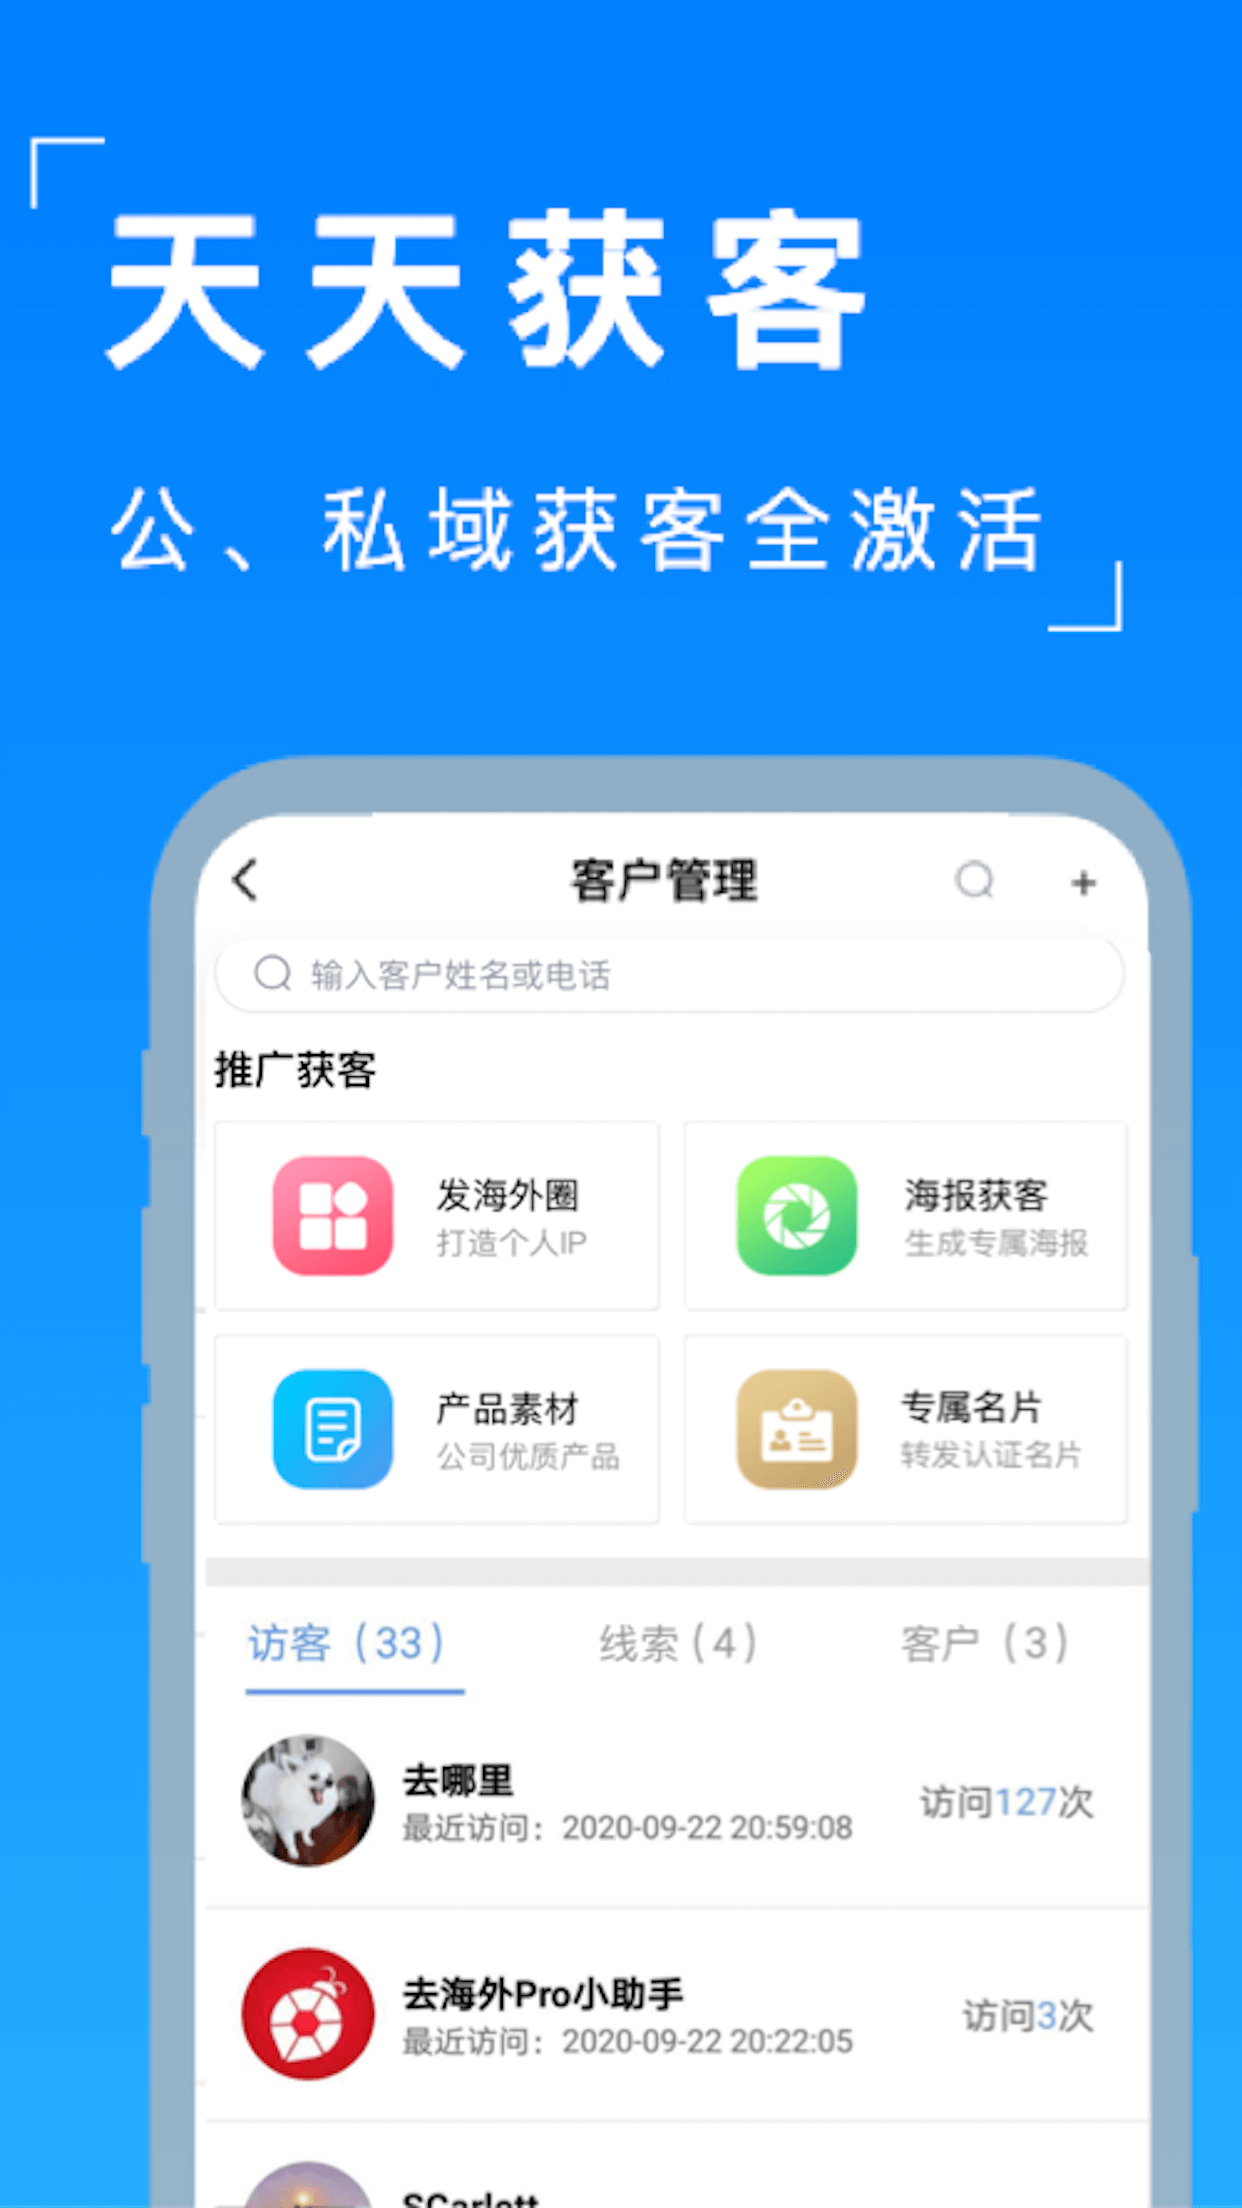 天天获客
公、私域获客全激活
客户管理
输入客户姓名或电话
推广获客
发海外圈
打造个人IP
海报获客
生成专属海报
产品素材
公司优质产品
专属名片
转发认证名片
访客（33）
线索（4）
客户（3）
去哪里
最近访问：2020-09-22 20:59:08
访问127次
去海外Pro小助手
最近访问：2020-09-22 20:22:05
访问3次
SCarlett